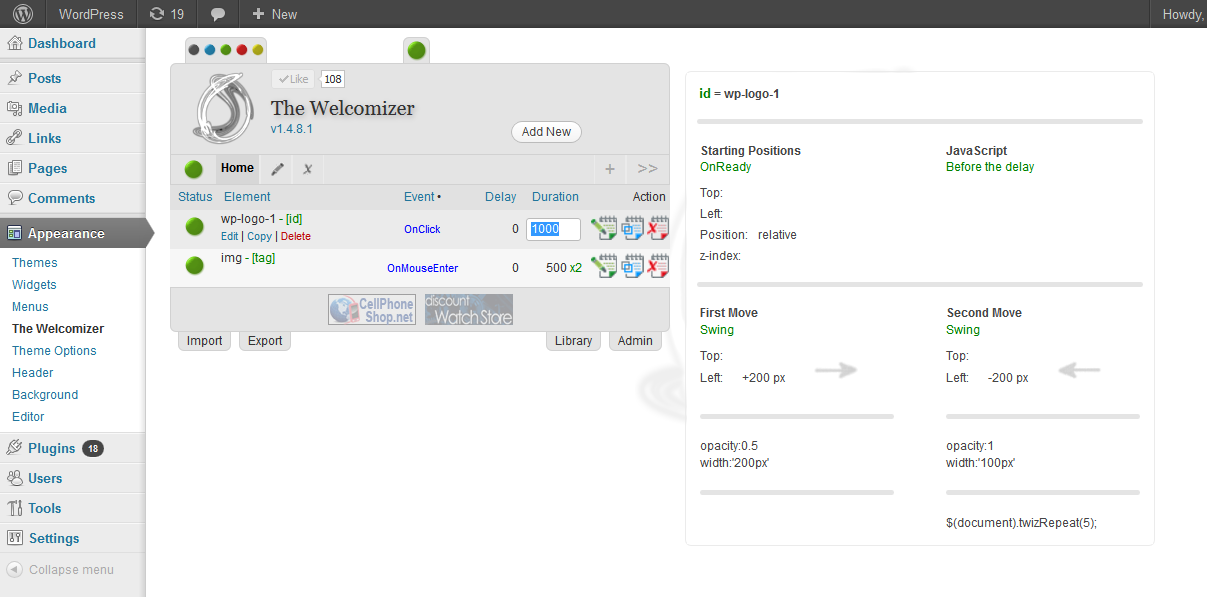 WordPress 19 New Howdy,
Dashboard
Posts
Media
Links
Pages
Comments
Appearance
Themes
Widgets
Menus
The Welcomizer
Theme Options
Header
Background
Editor
Plugins 18
Users
Tools
Settings
Collapse menu
Like 108
The Welcomizer
v1.4.8.1
Add New
Home x + >>
Status Element Event • Delay Duration Action
wp-logo-1 - [id] OnClick 0 1000
Edit | Copy | Delete
img - [tag] OnMouseEnter 0 500 x2
CellPhone
Shop.net
discount
Watch Store
Import Export Library Admin
id = wp-logo-1
Starting Positions JavaScript
OnReady Before the delay
Top:
Left:
Position: relative
z-index:
First Move Second Move
Swing Swing
Top: Top:
Left: +200 px Left: -200 px
opacity:0.5 opacity:1
width:'200px' width:'100px'
$(document).twizRepeat(5);